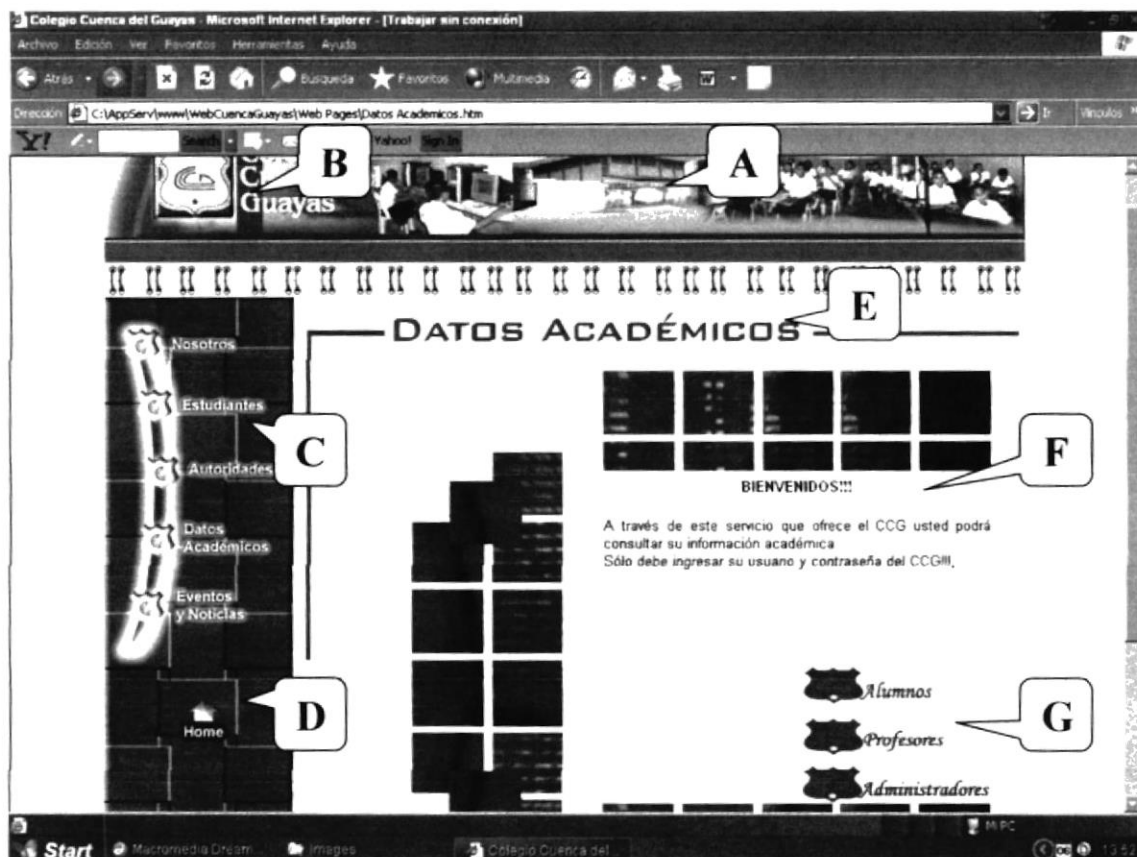 Colegio Cuenca del Guayas - Microsoft Internet Explorer - [Trabajar sin conexión]
Archivo Edición Ver Favoritos Herramientas Ayuda
Atrás Búsqueda Favoritos Multimedia
Dirección C:\AppServ\www\WebCuencaGuayas\Web Pages\Datos Academicos.htm Ir Vínculos
Y! Search Yahoo! Sign In
B
A
C
Guayas
E
DATOS ACADÉMICOS
Nosotros
Estudiantes
C
Autoridades
F
BIENVENIDOS!!!
Datos
Académicos
A través de este servicio que ofrece el CCG usted podrá
consultar su información académica
Sólo debe ingresar su usuario y contraseña del CCG!!!,
Eventos
y Noticias
D
Home
Alumnos
G
Profesores
Administradores
Mi PC
Start Macromedia Dream... Images Colegio Cuenca del... 13:52